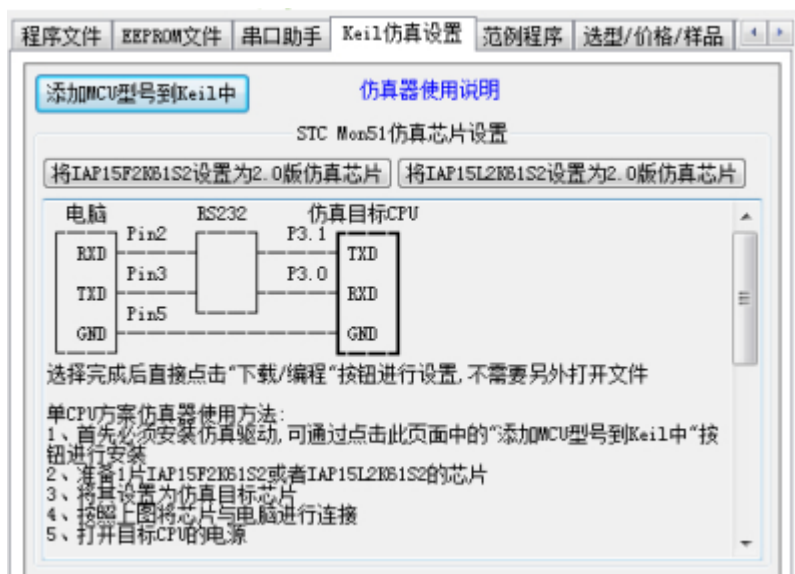 程序文件 EEPROM文件 串口助手 Keil仿真设置 范例程序 选型/价格/样品
添加MCU型号到Keil中 仿真器使用说明
STC Mon51仿真芯片设置
将IAP15F2K61S2设置为2.0版仿真芯片 将IAP15L2K61S2设置为2.0版仿真芯片
电脑 RS232 仿真目标CPU
Pin2 P3.1
RXD TXD
Pin3 P3.0
TXD RXD
Pin5
GND GND
选择完成后直接点击"下载/编程"按钮进行设置,不需要另外打开文件
单CPU方案仿真器使用方法:
1、首先必须安装仿真驱动,可通过点击此页面中的"添加MCU型号到Keil中"按
钮进行安装
2、准备1片IAP15F2K61S2或者IAP15L2K61S2的芯片
3、将其设置为仿真目标芯片
4、按照上图将芯片与电脑进行连接
5、打开目标CPU的电源